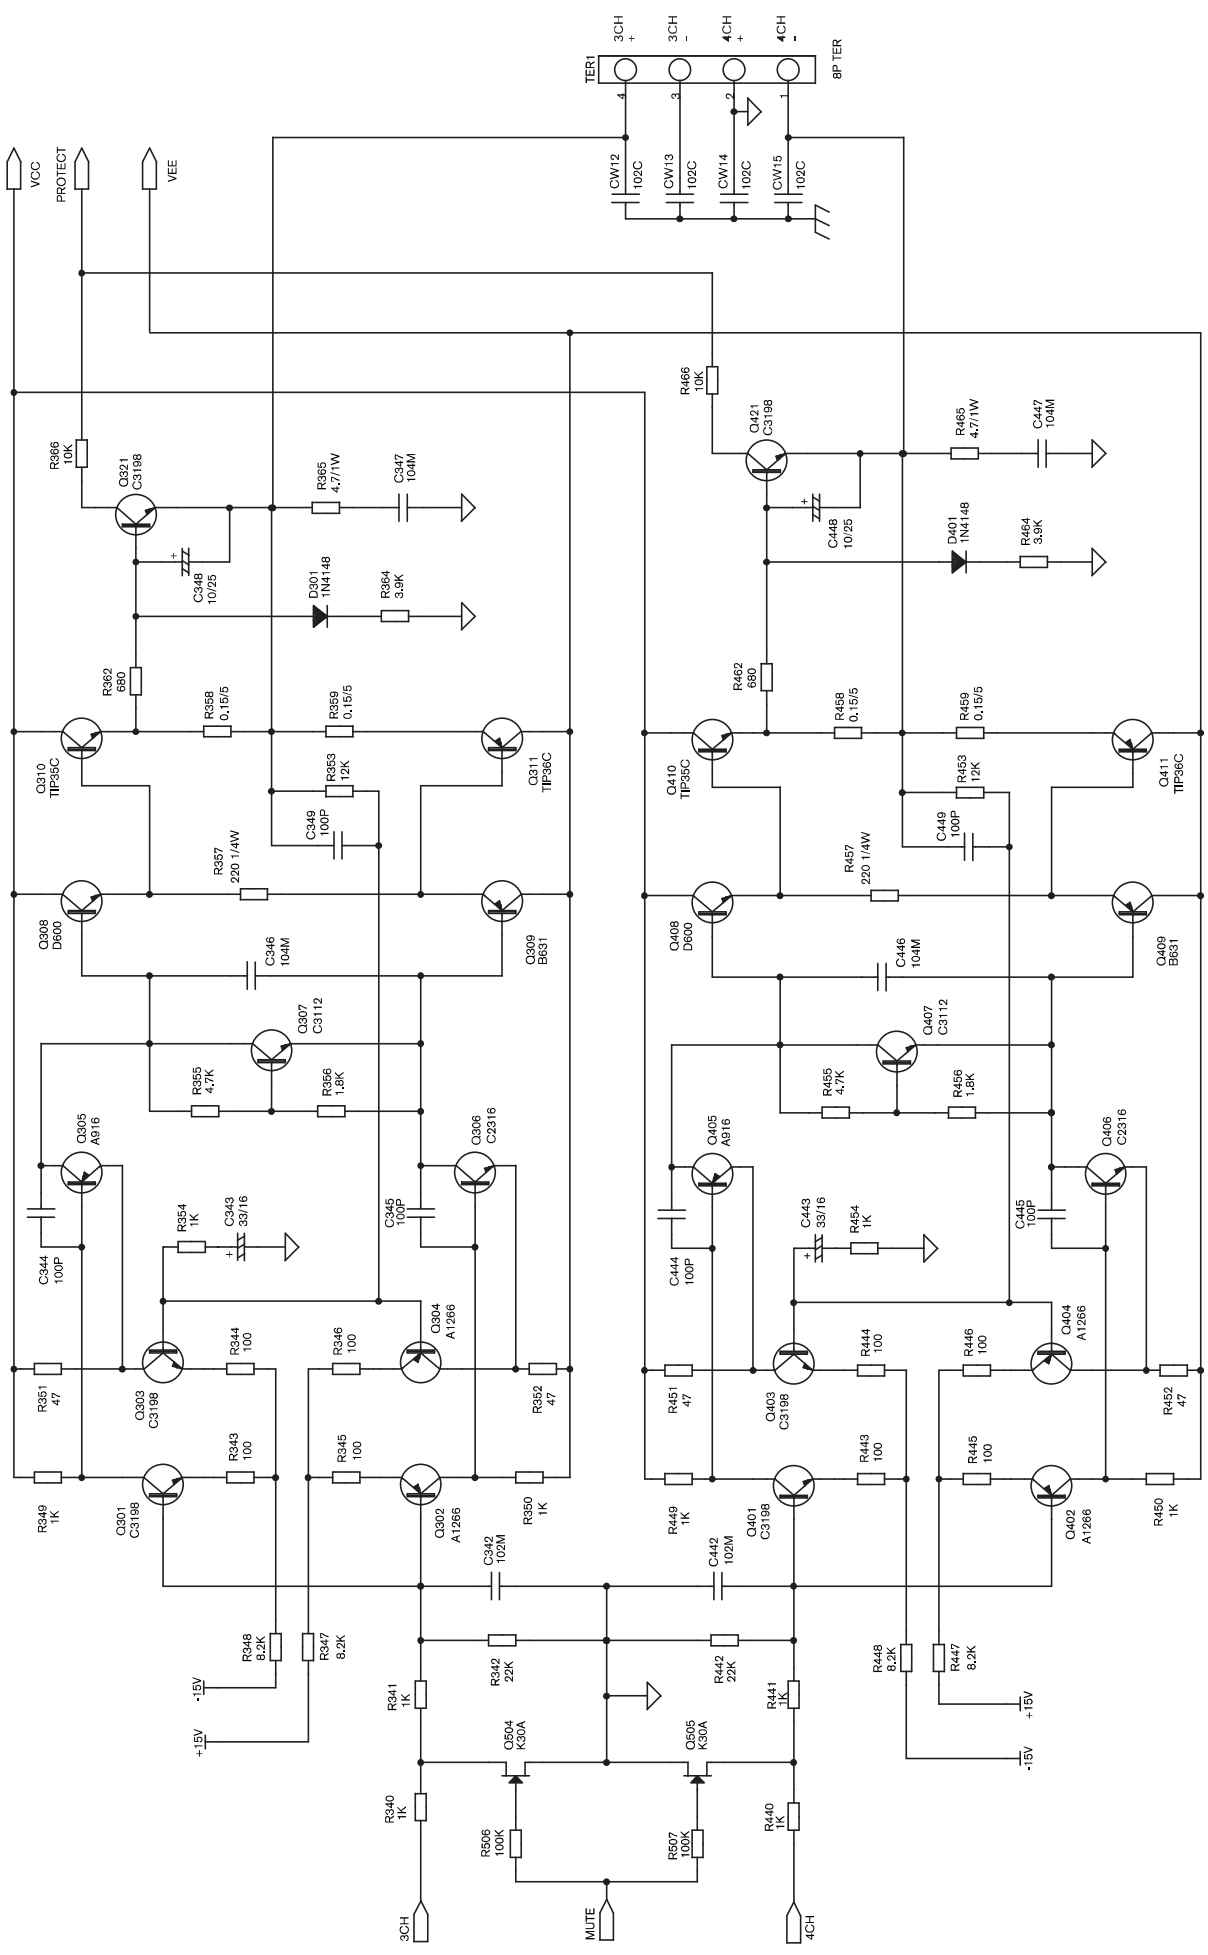 TER1
3CH
+
3CH
-
4CH
+
4CH
-
8P TER
4
3
2
1
CW12
102C
CW13
102C
CW14
102C
CW15
102C
VCC
PROTECT
VEE
R366
10K
Q321
C3198
C348
10/25
+
R365
4.7/1W
C347
104M
D301
1N4148
R364
3.9K
R362
680
R358
0.15/5
R359
0.15/5
Q310
TIP35C
Q311
TIP36C
R353
12K
C349
100P
R357
220 1/4W
Q308
D600
Q309
B631
C346
104M
Q307
C3112
R355
4.7K
R356
1.8K
Q305
A916
Q306
C2316
C344
100P
C345
100P
R354
1K
C343
33/16
+
Q303
C3198
Q304
A1266
R351
47
R344
100
R346
100
R352
47
R349
1K
Q301
C3198
R343
100
R345
100
Q302
A1266
R350
1K
C342
102M
R348
8.2K
R347
8.2K
-15V
+15V
R342
22K
R341
1K
Q504
K30A
R340
1K
R506
100K
3CH
MUTE
4CH
R466
10K
Q421
C3198
C448
10/25
+
R465
4.7/1W
C447
104M
D401
1N4148
R464
3.9K
R462
680
R458
0.15/5
R459
0.15/5
Q410
TIP35C
Q411
TIP36C
R453
12K
C449
100P
R457
220 1/4W
Q408
D600
Q409
B631
C446
104M
Q407
C3112
R455
4.7K
R456
1.8K
Q405
A916
Q406
C2316
C444
100P
C445
100P
C443
33/16
+
R454
1K
Q403
C3198
Q404
A1266
R451
47
R444
100
R446
100
R452
47
R449
1K
Q401
C3198
R443
100
R445
100
Q402
A1266
R450
1K
C442
102M
R442
22K
R441
1K
R448
8.2K
R447
8.2K
+15V
-15V
Q505
K30A
R507
100K
R440
1K